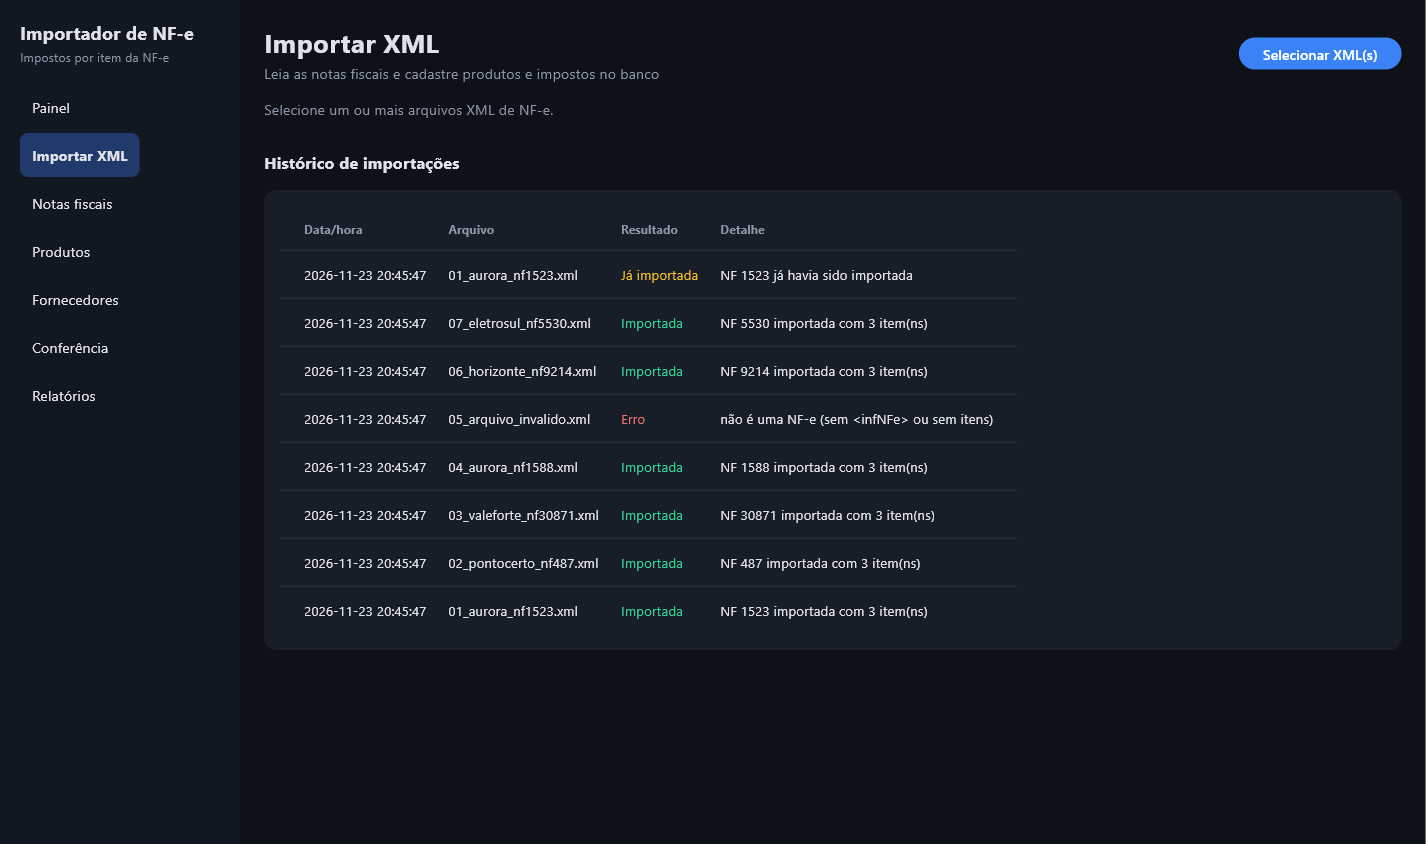 Importador de NF-e
Impostos por item da NF-e
Painel
Importar XML
Notas fiscais
Produtos
Fornecedores
Conferência
Relatórios
Importar XML
Leia as notas fiscais e cadastre produtos e impostos no banco
Selecionar XML(s)
Selecione um ou mais arquivos XML de NF-e.
Histórico de importações
Data/hora Arquivo Resultado Detalhe
2026-11-23 20:45:47 01_aurora_nf1523.xml Já importada NF 1523 já havia sido importada
2026-11-23 20:45:47 07_eletrosul_nf5530.xml Importada NF 5530 importada com 3 item(ns)
2026-11-23 20:45:47 06_horizonte_nf9214.xml Importada NF 9214 importada com 3 item(ns)
2026-11-23 20:45:47 05_arquivo_invalido.xml Erro não é uma NF-e (sem <infNFe> ou sem itens)
2026-11-23 20:45:47 04_aurora_nf1588.xml Importada NF 1588 importada com 3 item(ns)
2026-11-23 20:45:47 03_valeforte_nf30871.xml Importada NF 30871 importada com 3 item(ns)
2026-11-23 20:45:47 02_pontocerto_nf487.xml Importada NF 487 importada com 3 item(ns)
2026-11-23 20:45:47 01_aurora_nf1523.xml Importada NF 1523 importada com 3 item(ns)